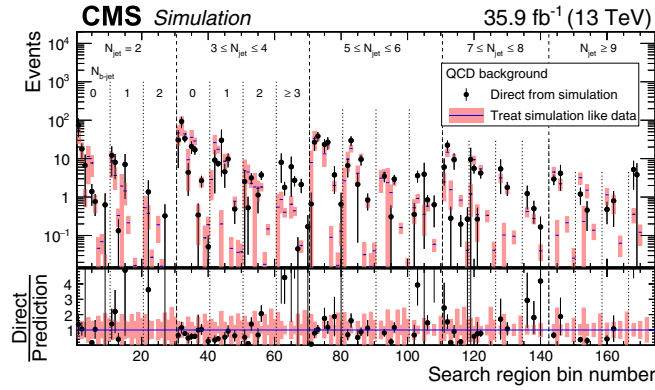 CMS Simulation 35.9 fb⁻¹ (13 TeV)
Events
10⁴
10³
10²
10
1
10⁻¹
N_jet = 2 3 ≤ N_jet ≤ 4 5 ≤ N_jet ≤ 6 7 ≤ N_jet ≤ 8 N_jet ≥ 9
N_b-jet
0 1 2 0 1 2 ≥ 3
QCD background
Direct from simulation
Treat simulation like data
Direct
Prediction
4
3
2
1
20 40 60 80 100 120 140 160
Search region bin number